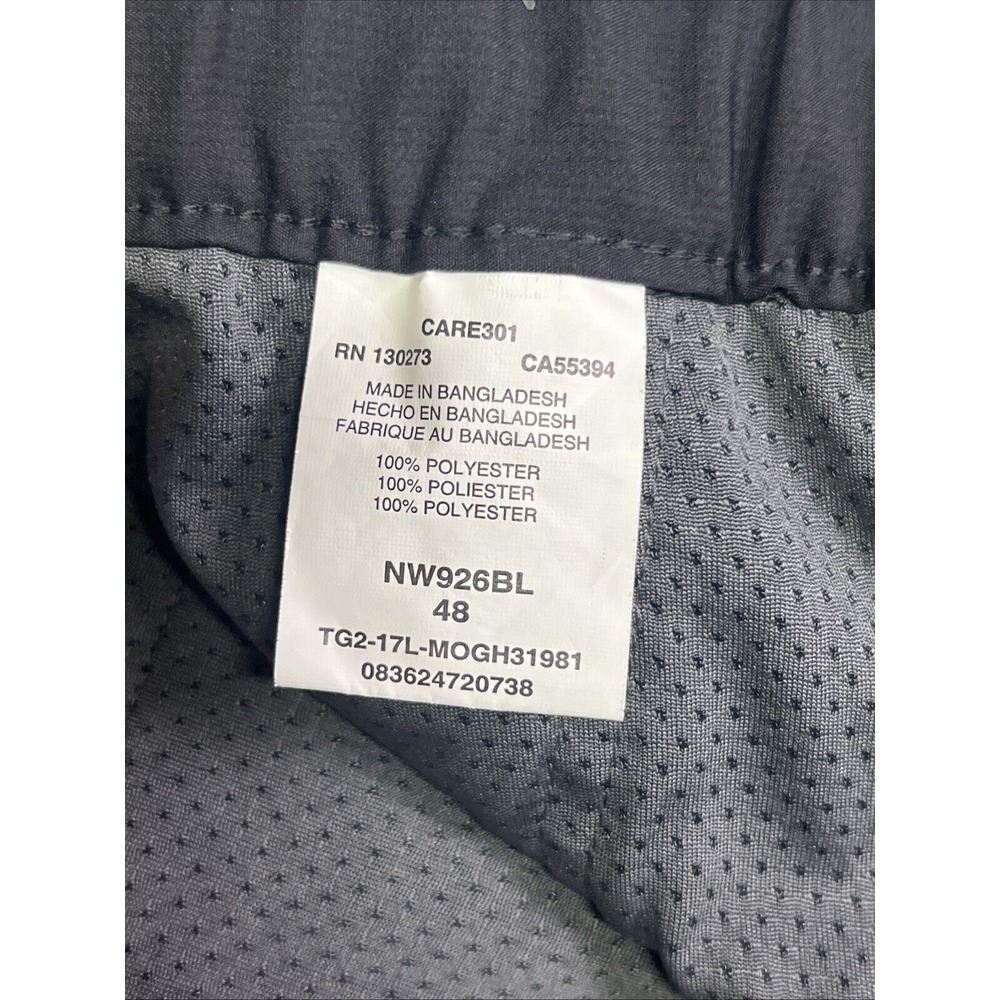 CARE301
RN 130273 CA55394
MADE IN BANGLADESH
HECHO EN BANGLADESH
FABRIQUE AU BANGLADESH
100% POLYESTER
100% POLIESTER
100% POLYESTER
NW926BL
48
TG2-17L-MOGH31981
083624720738